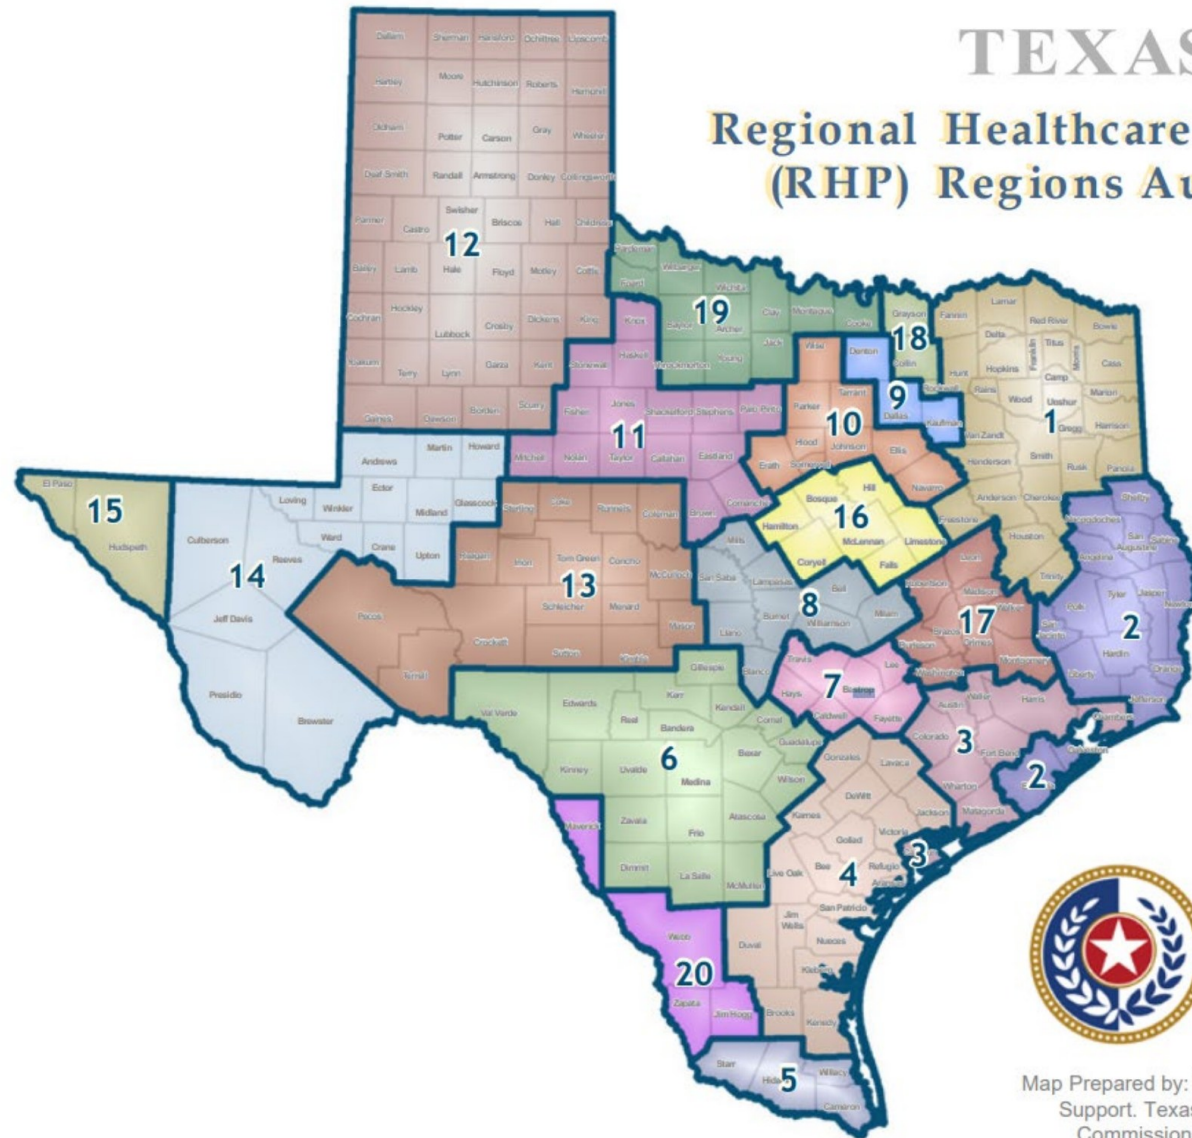 TEXAS
Regional Healthcare
(RHP) Regions Au
Dallam Sherman Hansford Ochiltree Lipscomb
Hartley Moore Hutchinson Roberts Hemphill
Oldham Potter Carson Gray Wheeler
Deaf Smith Randall Armstrong Donley Collingsworth
Parmer Castro Swisher Briscoe Hall Childress
12
Bailey Lamb Hale Floyd Motley Cottle
Cochran Hockley Lubbock Crosby Dickens King
Yoakum Terry Lynn Garza Kent
Gaines Dawson Borden Scurry
Hardeman Wilbarger Wichita
Foard
19
Baylor Archer Clay Montague Cooke
Throckmorton Young Jack
Grayson
18
Collin
Rockwall
Fannin Lamar Red River Bowie
Delta Franklin Titus Morris Cass
Hunt Hopkins Camp Marion
Rains Wood Upshur
1
Gregg Harrison
Van Zandt Smith Rusk Panola
Henderson
Anderson Cherokee
Freestone Houston Trinity
Knox
Stonewall Haskell
Fisher Jones Shackelford Stephens Palo Pinto
11
Mitchell Nolan Taylor Callahan Eastland
Comanche
Brown
Wise
Parker Tarrant
10
Hood Johnson Ellis
Erath Somervell Navarro
Denton
9
Dallas Kaufman
Andrews Martin Howard
Loving Winkler Ector Midland Glasscock
Ward Crane Upton
Culberson Reeves
14
Jeff Davis
Presidio
Brewster
El Paso
15
Hudspeth
Sterling Coke Runnels Coleman
Reagan Irion Tom Green Concho McCulloch
13
Pecos Schleicher Menard Mason
Crockett Sutton Kimble
Terrell
Bosque Hill
16
Hamilton McLennan Limestone
Coryell Falls
Mills
San Saba Lampasas Bell
8
Burnet Williamson Milam
Llano
Blanco
Leon
Robertson Madison
17
Walker
Brazos Grimes
Burleson Montgomery
Washington
Shelby
Nacogdoches San Augustine Sabine
Angelina
Polk Tyler Jasper Newton
2
San Jacinto Hardin
Liberty Orange
Jefferson
Travis Lee
7
Hays Bastrop
Caldwell Fayette
Austin Waller Harris
Chambers
Colorado
3
Fort Bend
Galveston
2
Wharton
Matagorda
3
Gillespie
Val Verde Edwards Kerr
Real Bandera Kendall Comal
6
Guadalupe
Kinney Uvalde Medina Bexar Wilson
Zavala Frio Atascosa
Dimmit La Salle McMullen
Gonzales Lavaca
DeWitt
Karnes Jackson
Goliad Victoria
Bee
4
Refugio
Live Oak Aransas
San Patricio
Jim Wells
Duval Nueces
Kleberg
Brooks Kenedy
Maverick
Webb
20
Zapata Jim Hogg
Starr
5
Willacy
Cameron
Map Prepared by:
Support. Texas
Commission